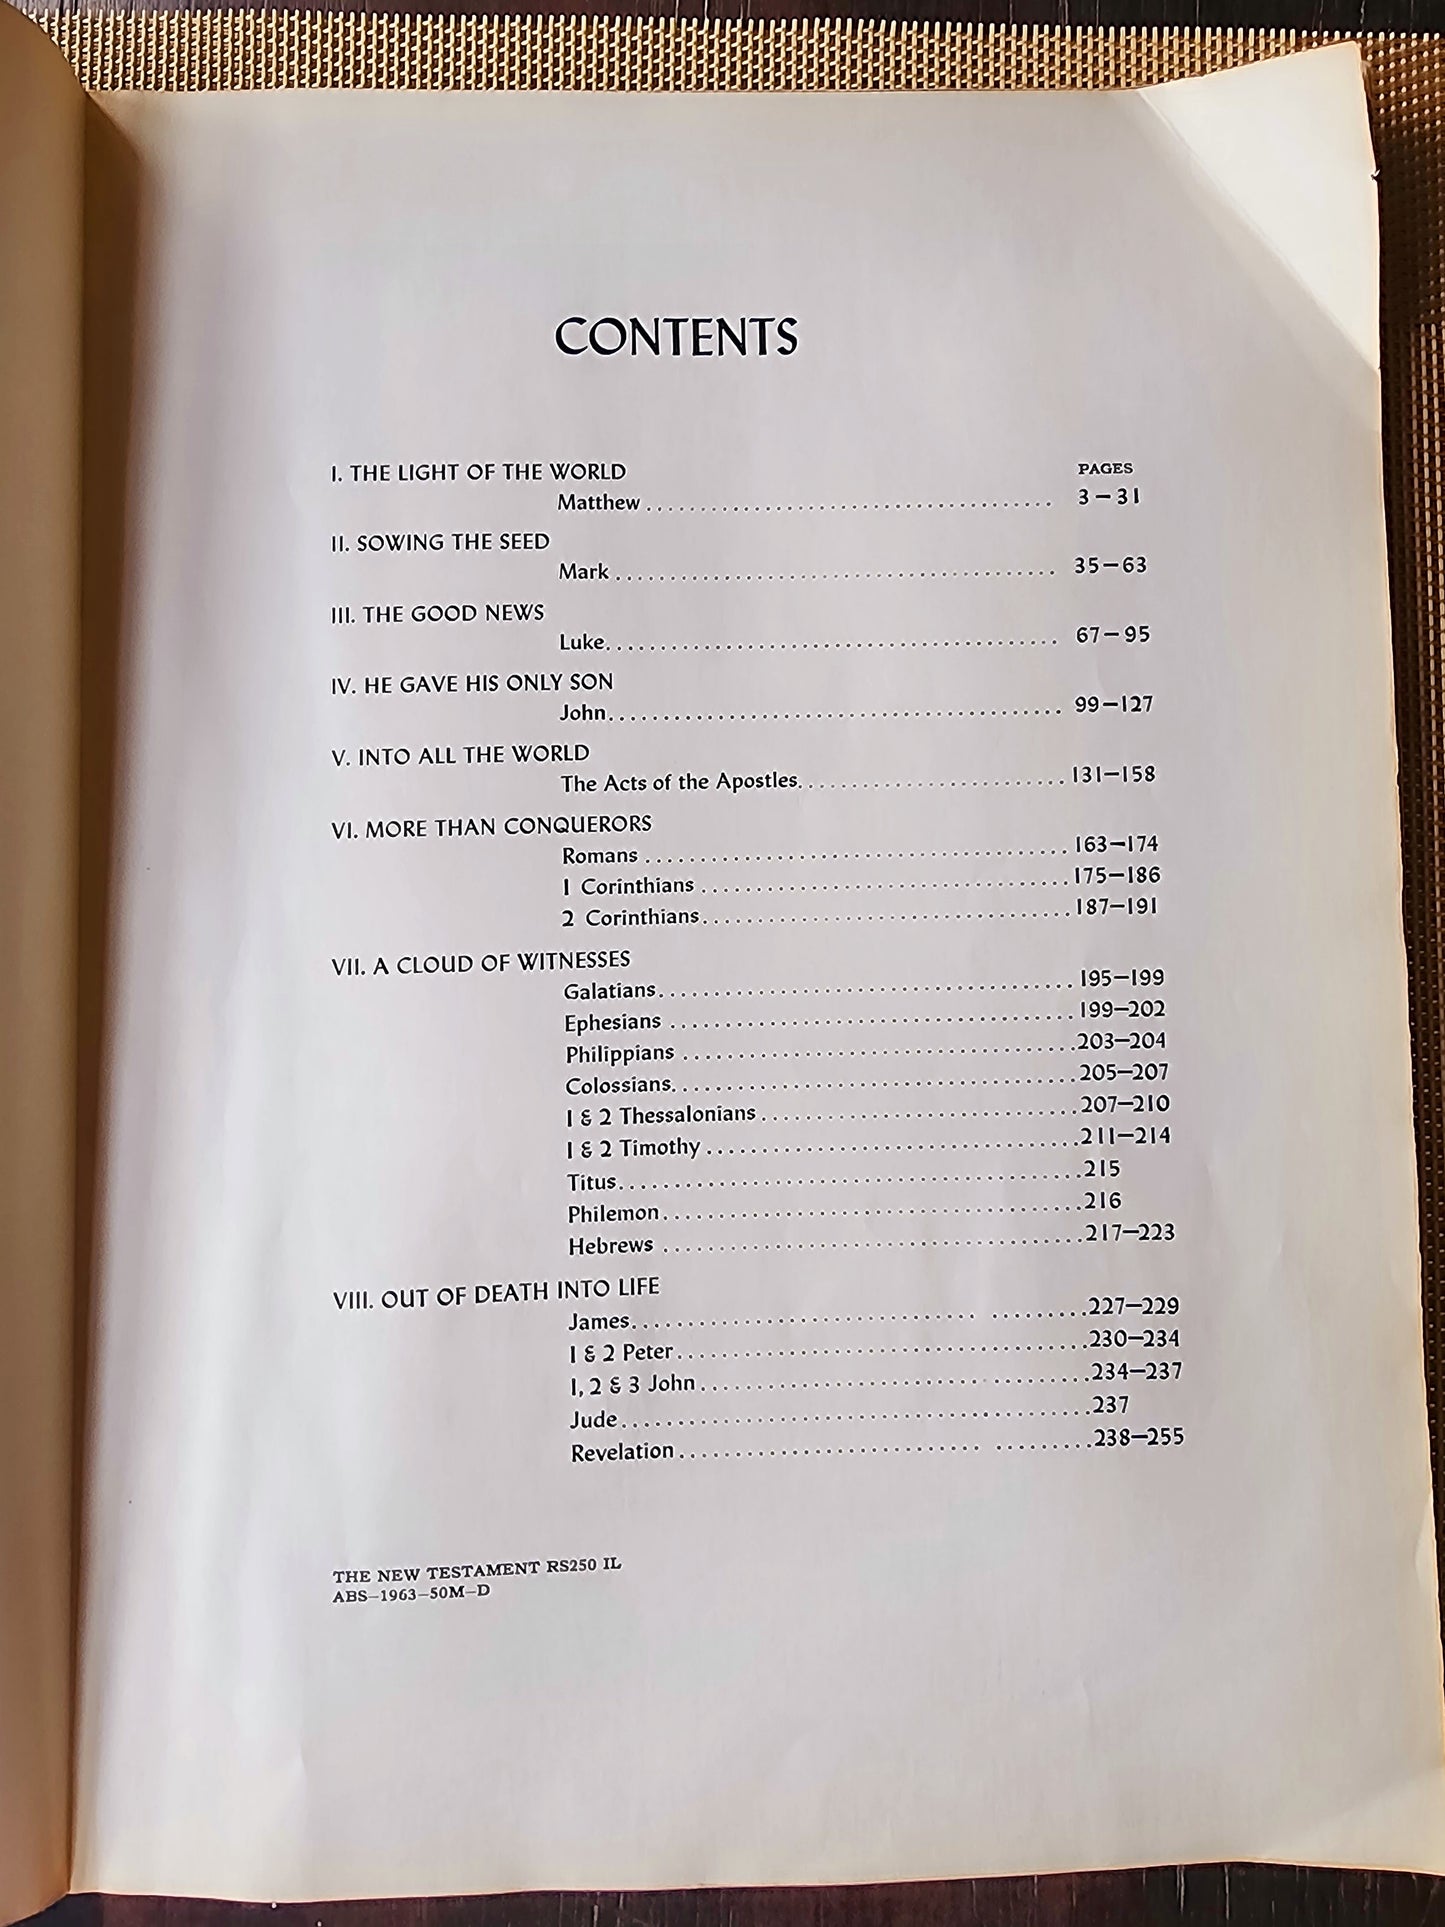 CONTENTS
I. THE LIGHT OF THE WORLD PAGES
Matthew ........................................ 3–31
II. SOWING THE SEED
Mark ........................................ 35–63
III. THE GOOD NEWS
Luke........................................ 67–95
IV. HE GAVE HIS ONLY SON
John........................................ 99–127
V. INTO ALL THE WORLD
The Acts of the Apostles........................ 131–158
VI. MORE THAN CONQUERORS
Romans ........................................ 163–174
1 Corinthians .................................. 175–186
2 Corinthians.................................. 187–191
VII. A CLOUD OF WITNESSES
Galatians........................................ 195–199
Ephesians ...................................... 199–202
Philippians ......................................203–204
Colossians.......................................205–207
1 & 2 Thessalonians..............................207–210
1 & 2 Timothy ...................................211–214
Titus...........................................215
Philemon........................................216
Hebrews ........................................217–223
VIII. OUT OF DEATH INTO LIFE
James........................................227–229
1 & 2 Peter.....................................230–234
1, 2 & 3 John...................................234–237
Jude...........................................237
Revelation......................................238–255
THE NEW TESTAMENT RS250 IL
ABS–1963–50M–D